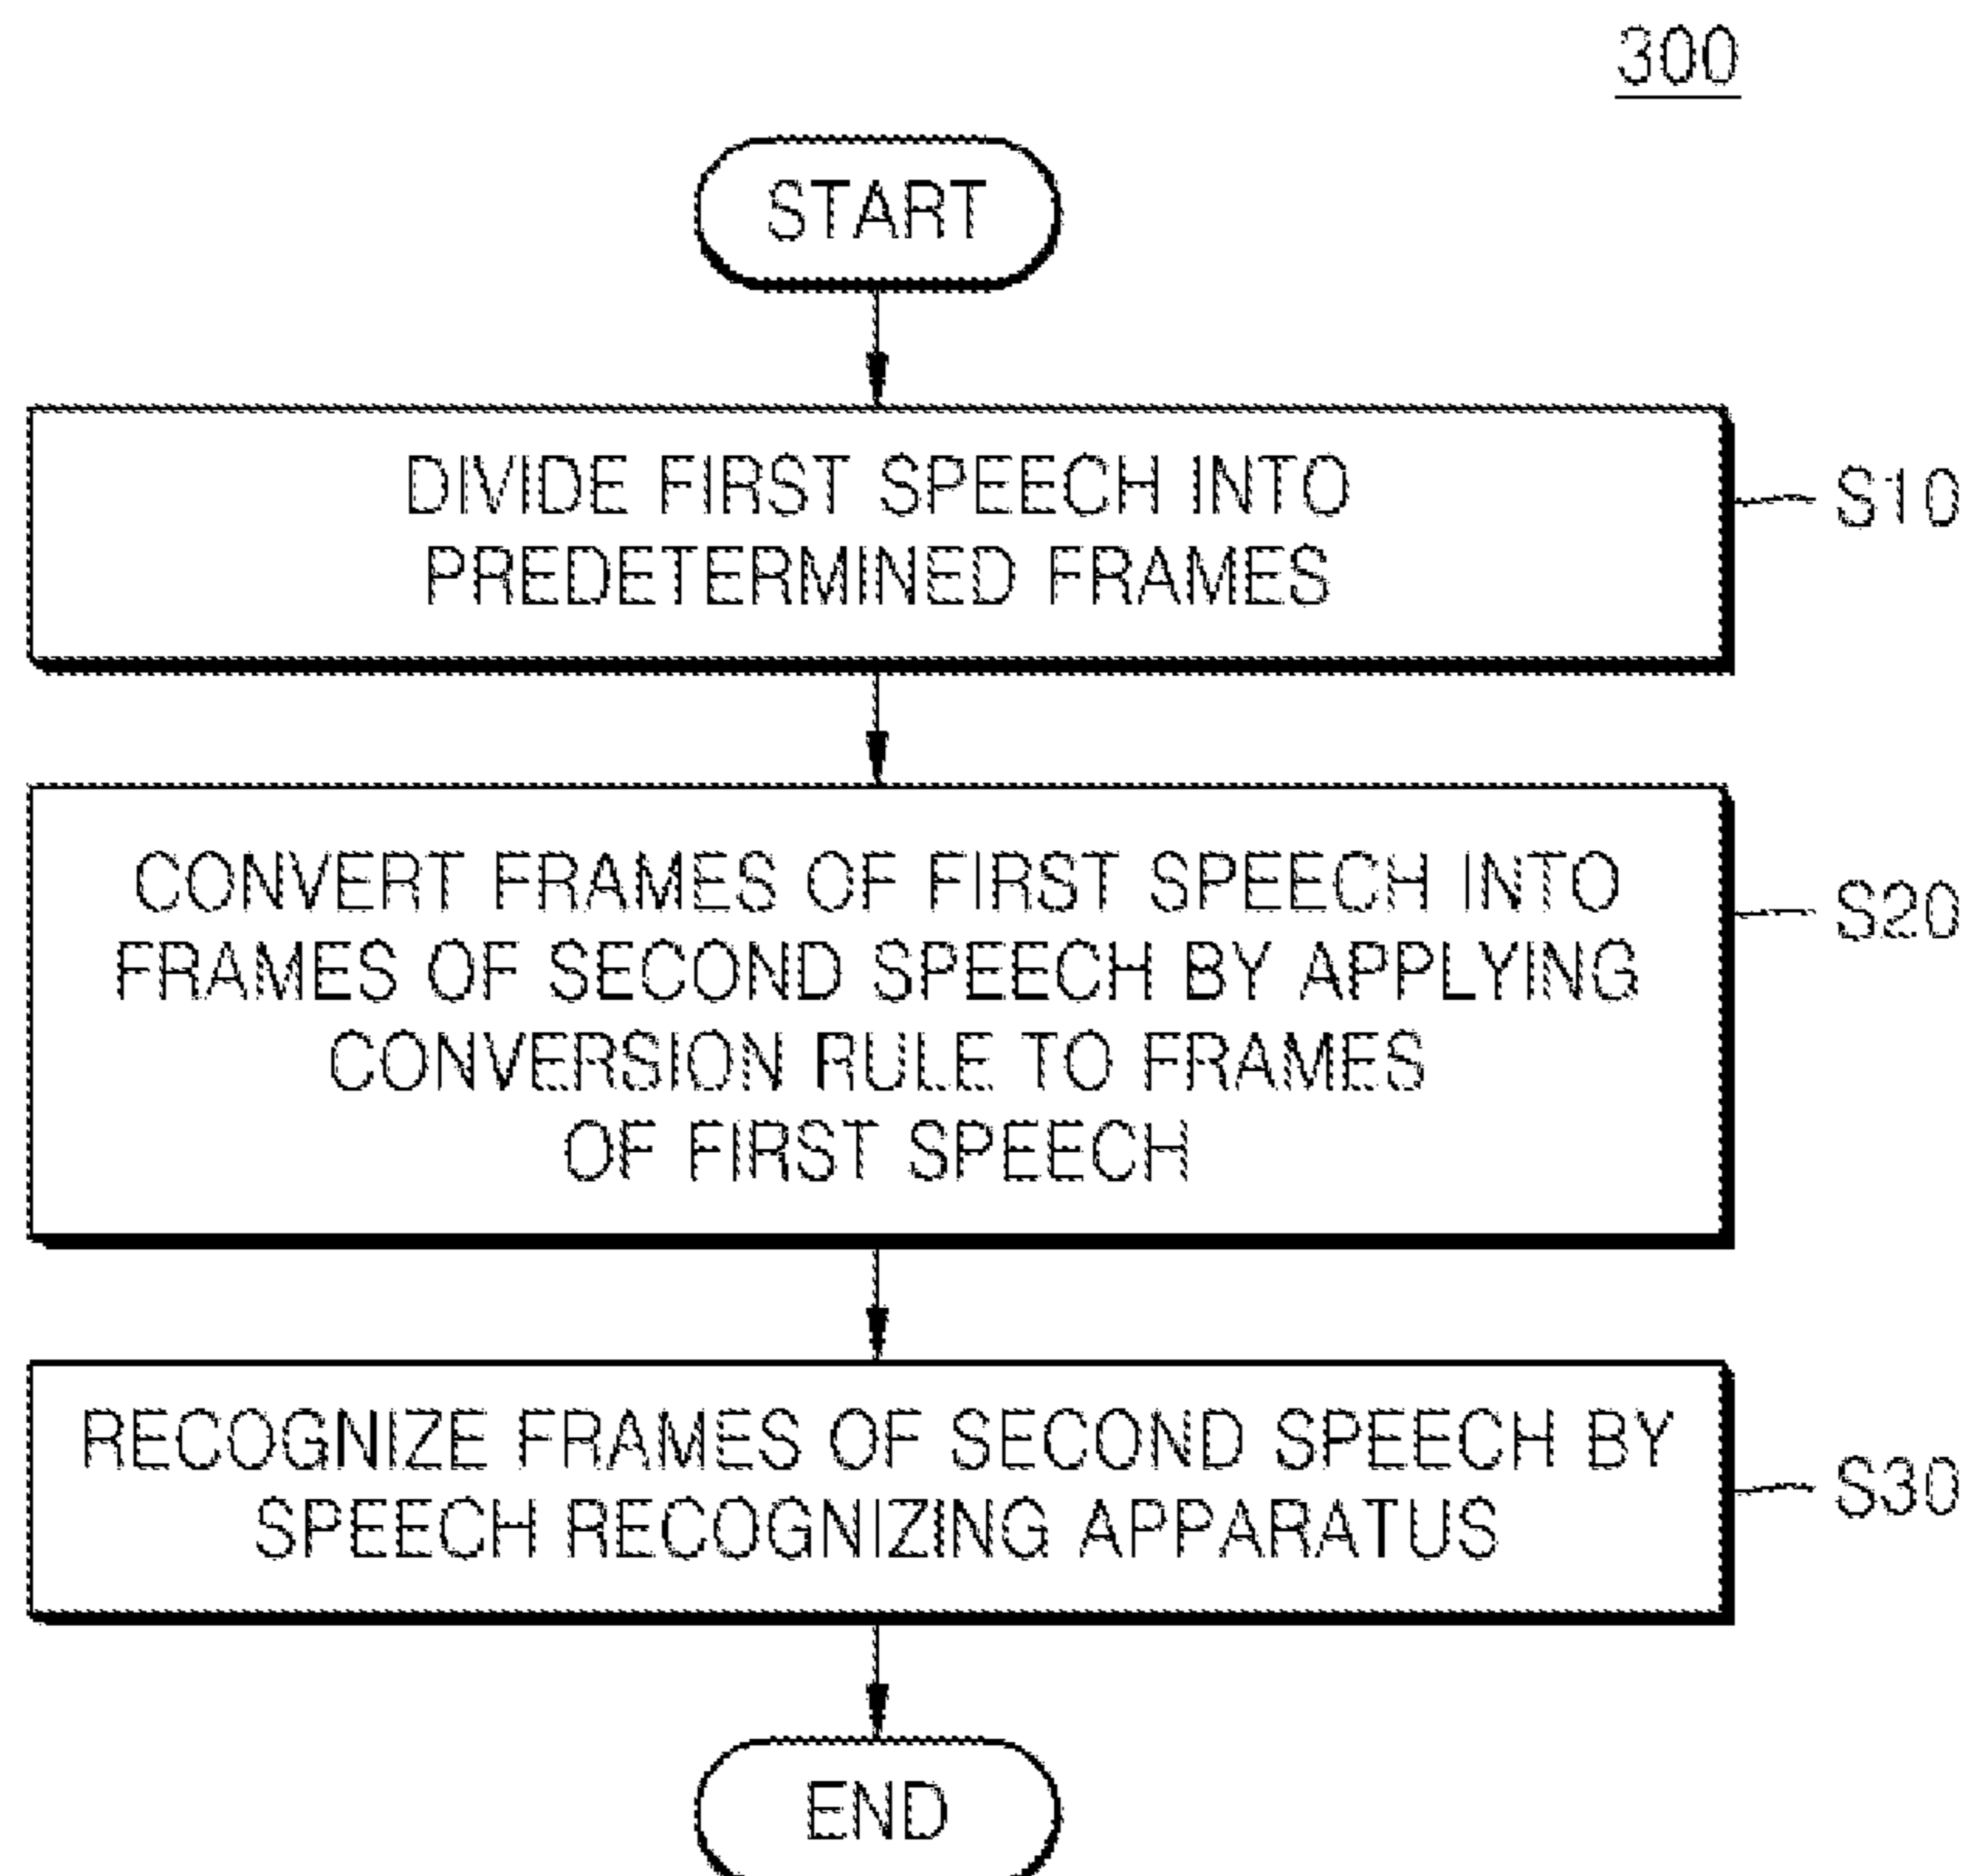 300
START
DIVIDE FIRST SPEECH INTO
PREDETERMINED FRAMES
S10
CONVERT FRAMES OF FIRST SPEECH INTO
FRAMES OF SECOND SPEECH BY APPLYING
CONVERSION RULE TO FRAMES
OF FIRST SPEECH
S20
RECOGNIZE FRAMES OF SECOND SPEECH BY
SPEECH RECOGNIZING APPARATUS
S30
END